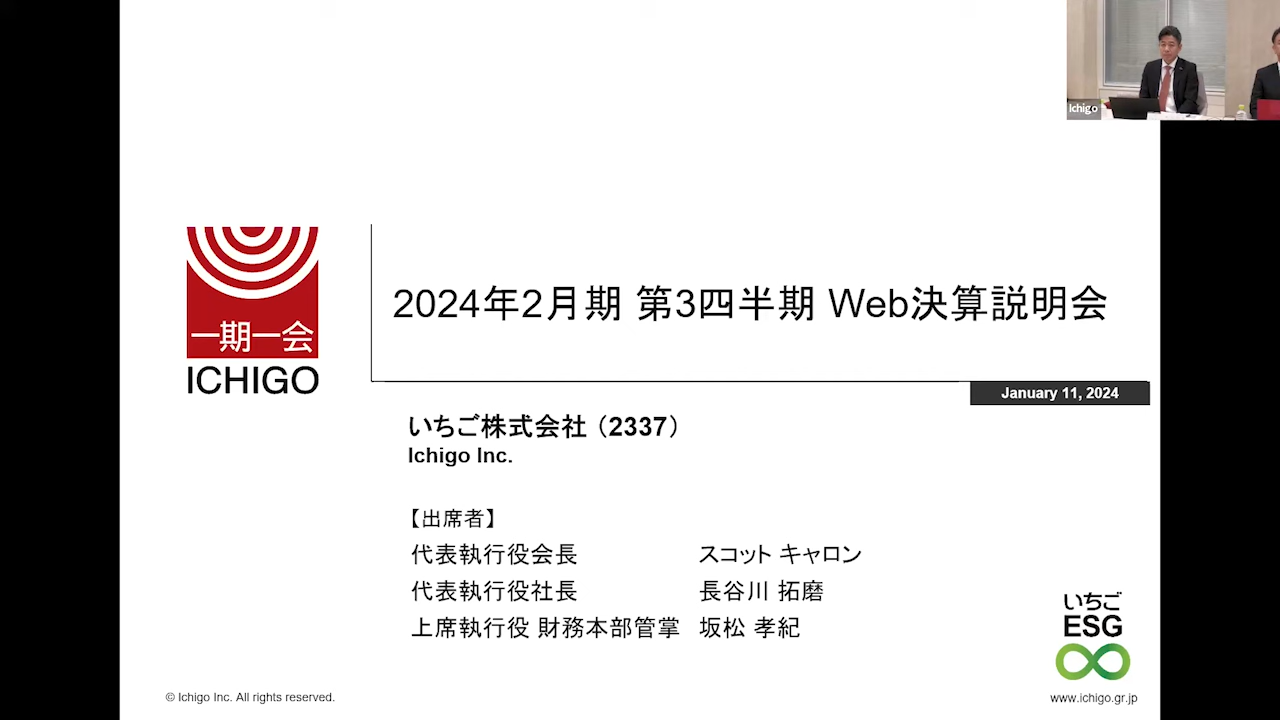 Ichigo
一期一会
ICHIGO
2024年2月期 第3四半期 Web決算説明会
January 11, 2024
いちご株式会社（2337）
Ichigo Inc.
【出席者】
代表執行役会長 スコット キャロン
代表執行役社長 長谷川 拓磨
上席執行役 財務本部管掌 坂松 孝紀
いちご
ESG
www.ichigo.gr.jp
© Ichigo Inc. All rights reserved.